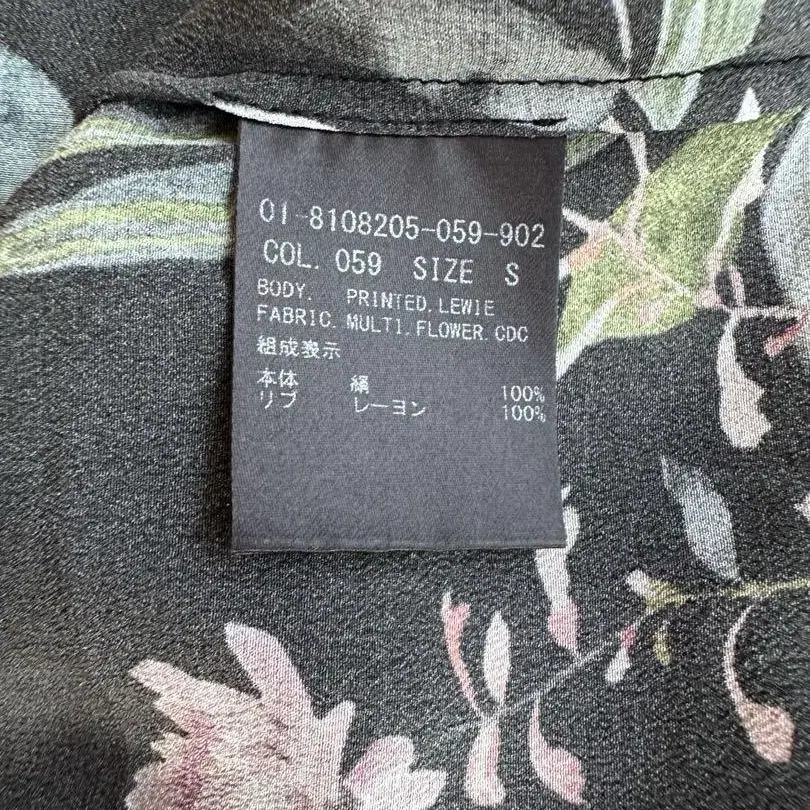 01-8108205-059-902
COL. 059 SIZE S
BODY. PRINTED.LEWIE
FABRIC. MULTI.FLOWER.CDC
組成表示
本体 絹 100%
リブ レーヨン 100%